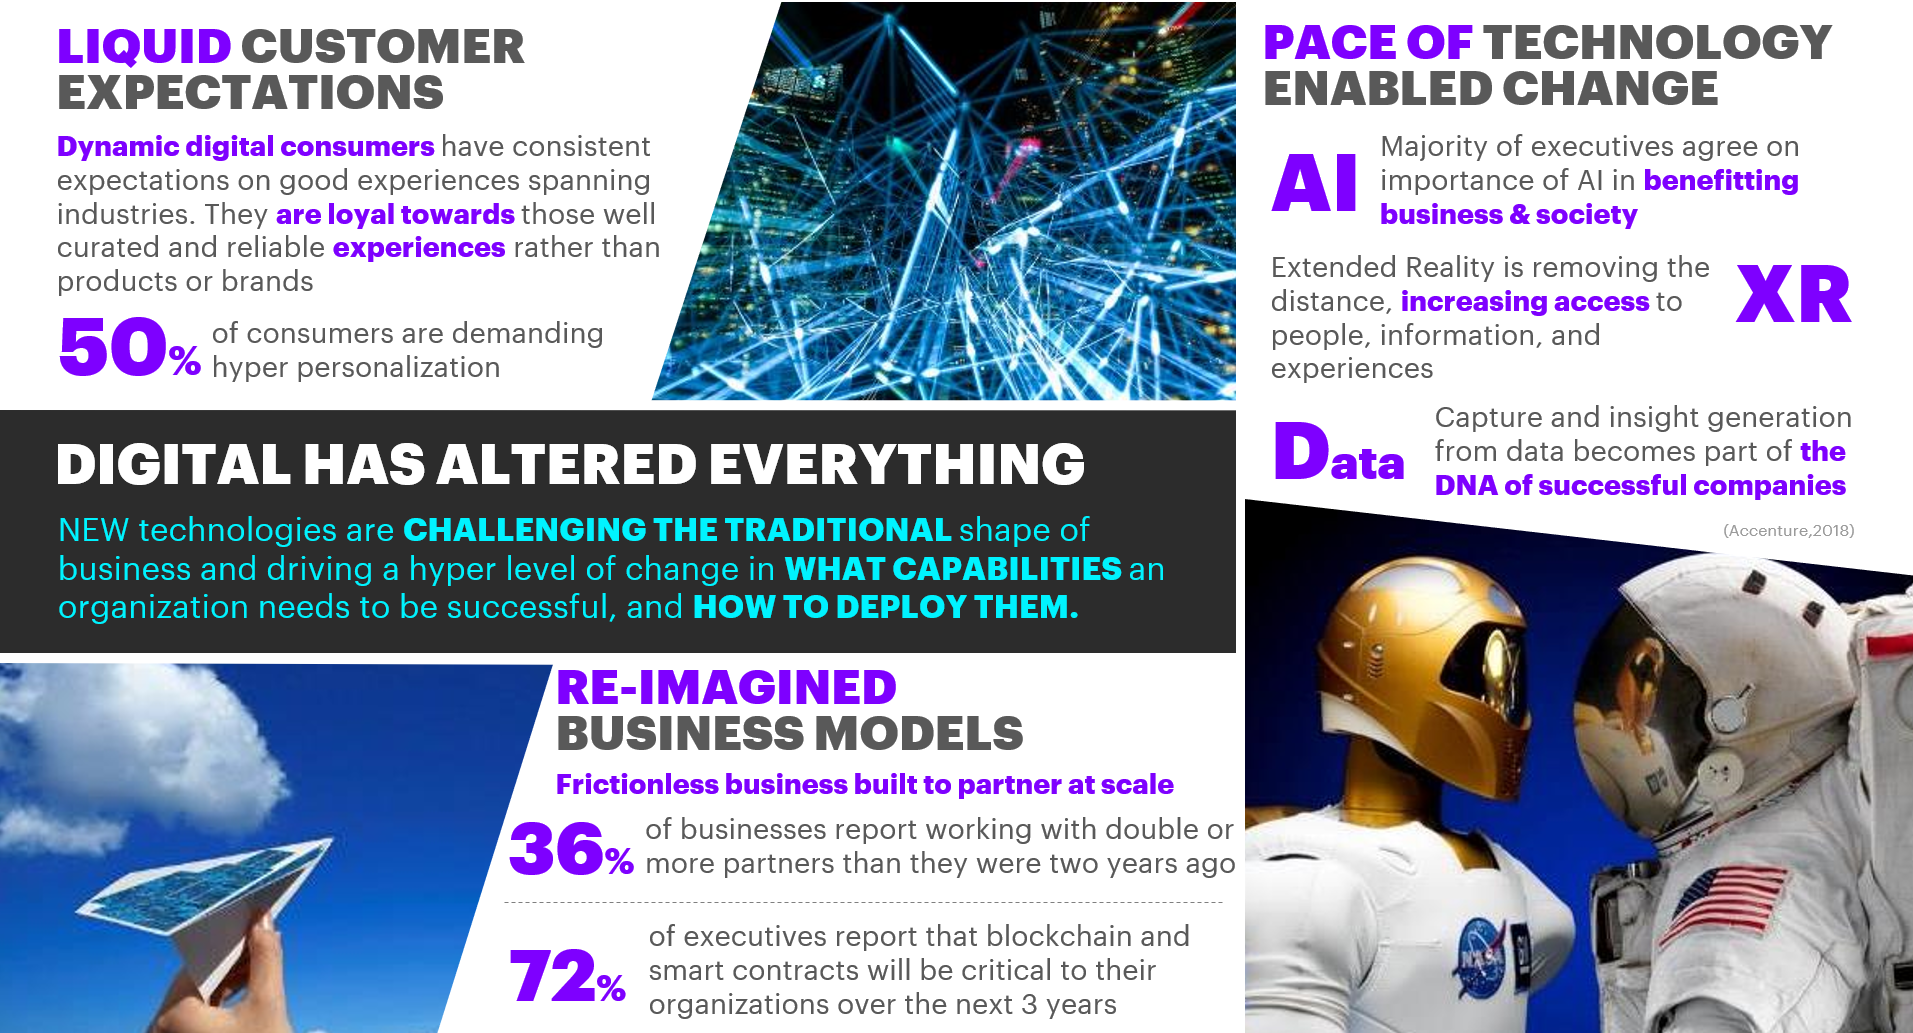 LIQUID CUSTOMER
EXPECTATIONS
Dynamic digital consumers have consistent
expectations on good experiences spanning
industries. They are loyal towards those well
curated and reliable experiences rather than
products or brands
50% of consumers are demanding
hyper personalization
DIGITAL HAS ALTERED EVERYTHING
NEW technologies are CHALLENGING THE TRADITIONAL shape of
business and driving a hyper level of change in WHAT CAPABILITIES an
organization needs to be successful, and HOW TO DEPLOY THEM.
RE-IMAGINED
BUSINESS MODELS
Frictionless business built to partner at scale
36% of businesses report working with double or
more partners than they were two years ago
72% of executives report that blockchain and
smart contracts will be critical to their
organizations over the next 3 years
PACE OF TECHNOLOGY
ENABLED CHANGE
AI
Majority of executives agree on
importance of AI in benefitting
business & society
Extended Reality is removing the
distance, increasing access to
people, information, and
experiences
XR
Data
Capture and insight generation
from data becomes part of the
DNA of successful companies
(Accenture,2018)
NASA